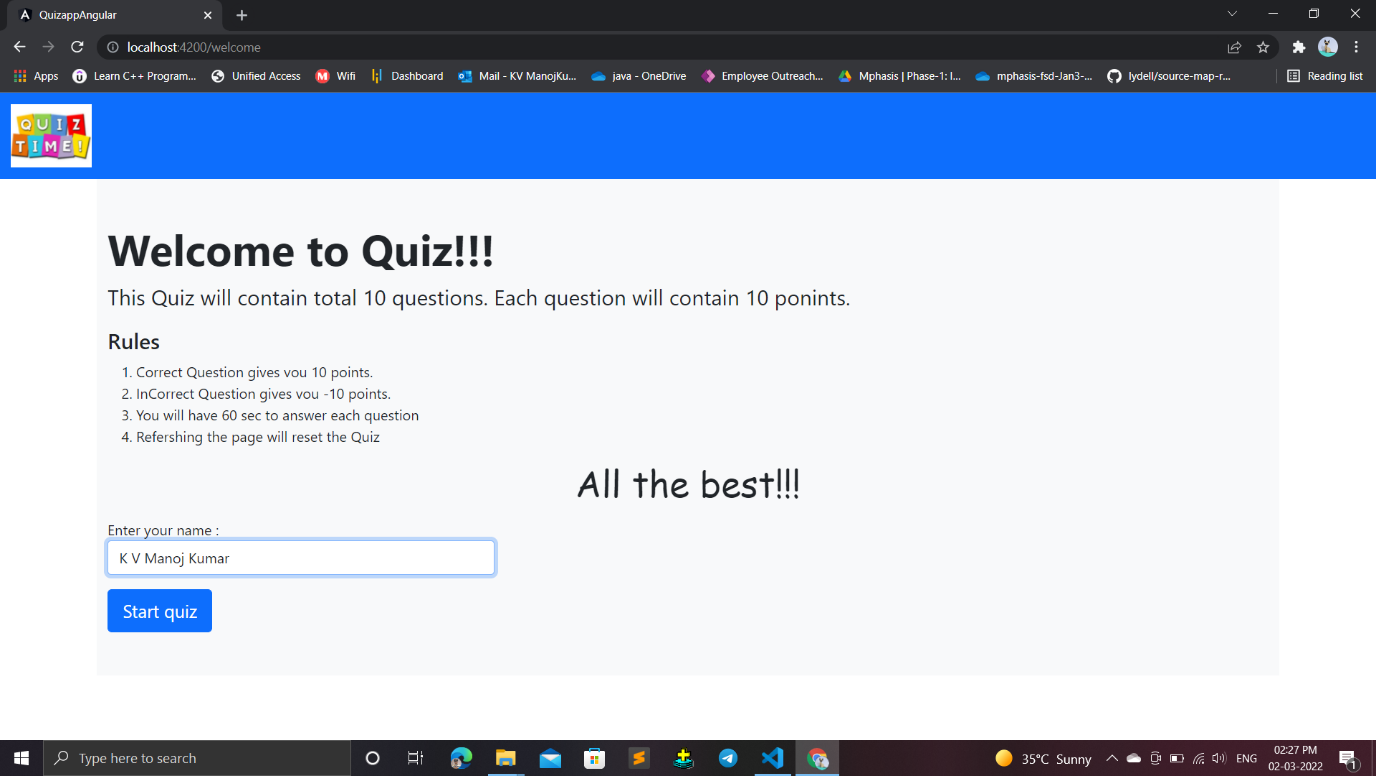 QuizappAngular
localhost:4200/welcome
Apps Learn C++ Program... Unified Access Wifi Dashboard Mail - KV ManojKu... java - OneDrive Employee Outreach... Mphasis | Phase-1: I... mphasis-fsd-Jan3-... lydell/source-map-r... Reading list
QUIZ
TIME!
Welcome to Quiz!!!
This Quiz will contain total 10 questions. Each question will contain 10 ponints.
Rules
1. Correct Question gives vou 10 points.
2. InCorrect Question gives vou -10 points.
3. You will have 60 sec to answer each question
4. Refershing the page will reset the Quiz
All the best!!!
Enter your name :
K V Manoj Kumar
Start quiz
Type here to search 35°C Sunny ENG 02:27 PM
02-03-2022 1